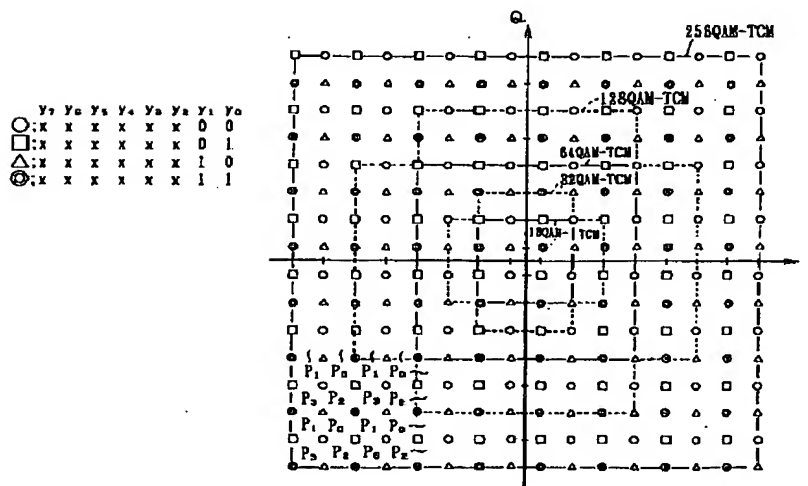 Q
258QAM-TCM
128QAM-TCM
64QAM-TCM
32QAM-TCM
16QAM-TCM
y₇ y₆ y₅ y₄ y₃ y₂ y₁ y₀
○: x x x x x x 0 0
□: x x x x x x 0 1
△: x x x x x x 1 0
◎: x x x x x x 1 1
P₁ P₀ P₁ P₀
P₃ P₂ P₃ P₂
P₁ P₀ P₁ P₀
P₃ P₂ P₆ P₂